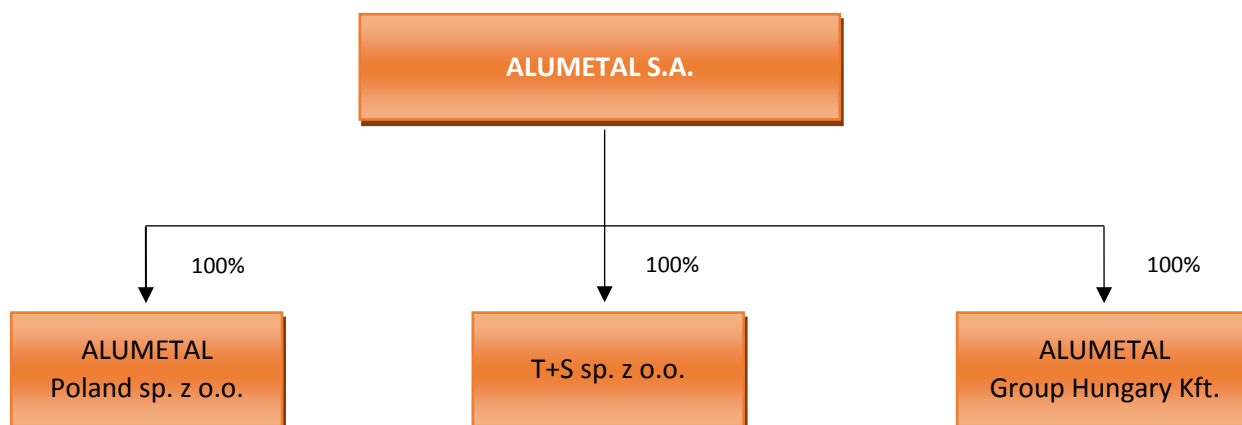 ALUMETAL S.A.
100%
100%
100%
ALUMETAL
Poland sp. z o.o.
T+S sp. z o.o.
ALUMETAL
Group Hungary Kft.